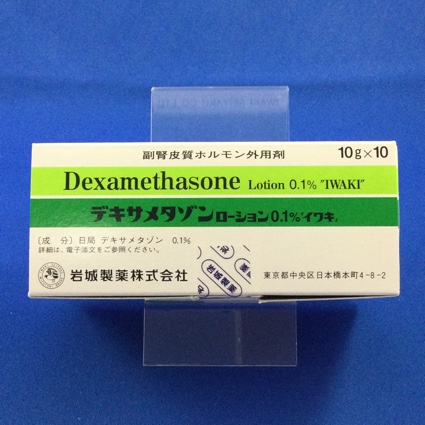 副腎皮質ホルモン外用剤
10g×10
Dexamethasone Lotion 0.1% "IWAKI"
デキサメタゾンローション0.1%「イワキ」
〔成 分〕日局 デキサメタゾン 0.1%
詳細は、電子添文をご参照ください。
岩城製薬株式会社
東京都中央区日本橋本町4-8-2